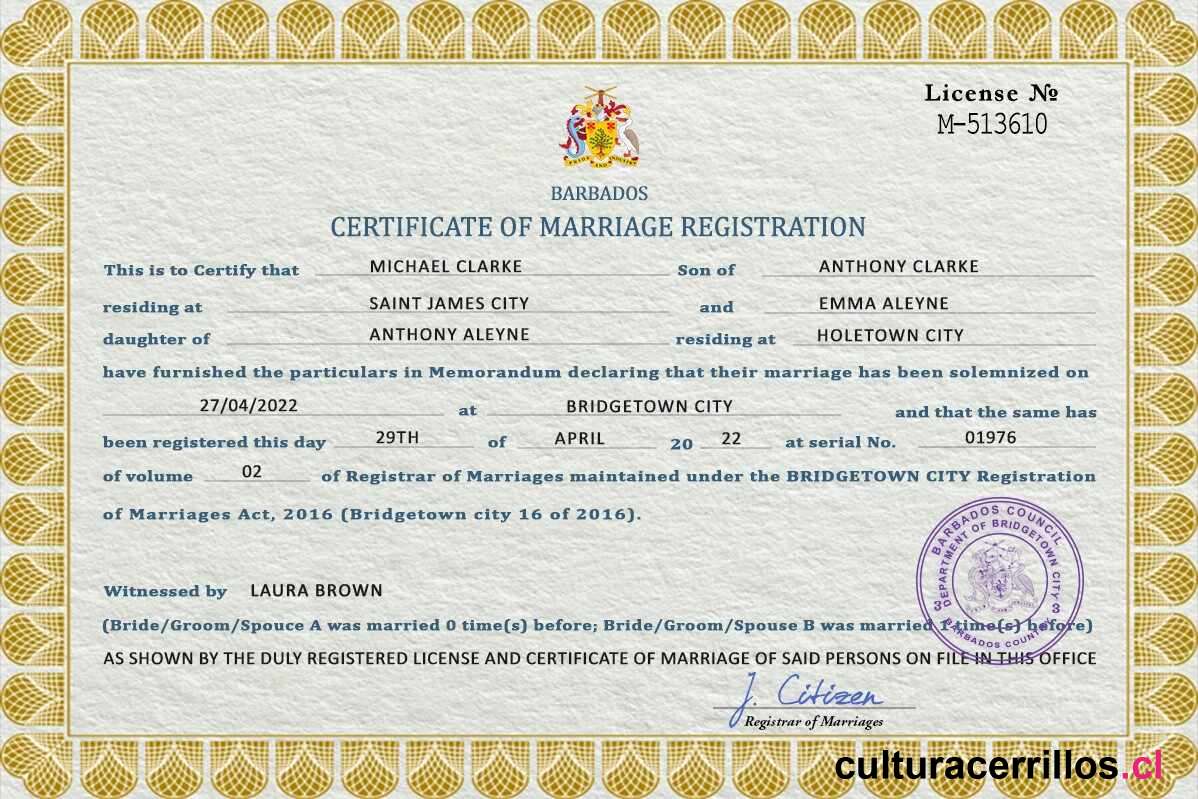 License №
M-513610
PRIDE AND INDUSTRY
BARBADOS
CERTIFICATE OF MARRIAGE REGISTRATION
This is to Certify that MICHAEL CLARKE Son of ANTHONY CLARKE
residing at SAINT JAMES CITY and EMMA ALEYNE
daughter of ANTHONY ALEYNE residing at HOLETOWN CITY
have furnished the particulars in Memorandum declaring that their marriage has been solemnized on
27/04/2022 at BRIDGETOWN CITY and that the same has
been registered this day 29TH of APRIL 20 22 at serial No. 01976
of volume 02 of Registrar of Marriages maintained under the BRIDGETOWN CITY Registration
of Marriages Act, 2016 (Bridgetown city 16 of 2016).
BARBADOS COUNCIL
DEPARTMENT OF BRIDGETOWN CITY
3 3
BARBADOS COUNTRY
Witnessed by LAURA BROWN
(Bride/Groom/Spouce A was married 0 time(s) before; Bride/Groom/Spouse B was married 1 time(s) before)
AS SHOWN BY THE DULY REGISTERED LICENSE AND CERTIFICATE OF MARRIAGE OF SAID PERSONS ON FILE IN THIS OFFICE
J. Citizen
Registrar of Marriages
culturacerrillos.cl